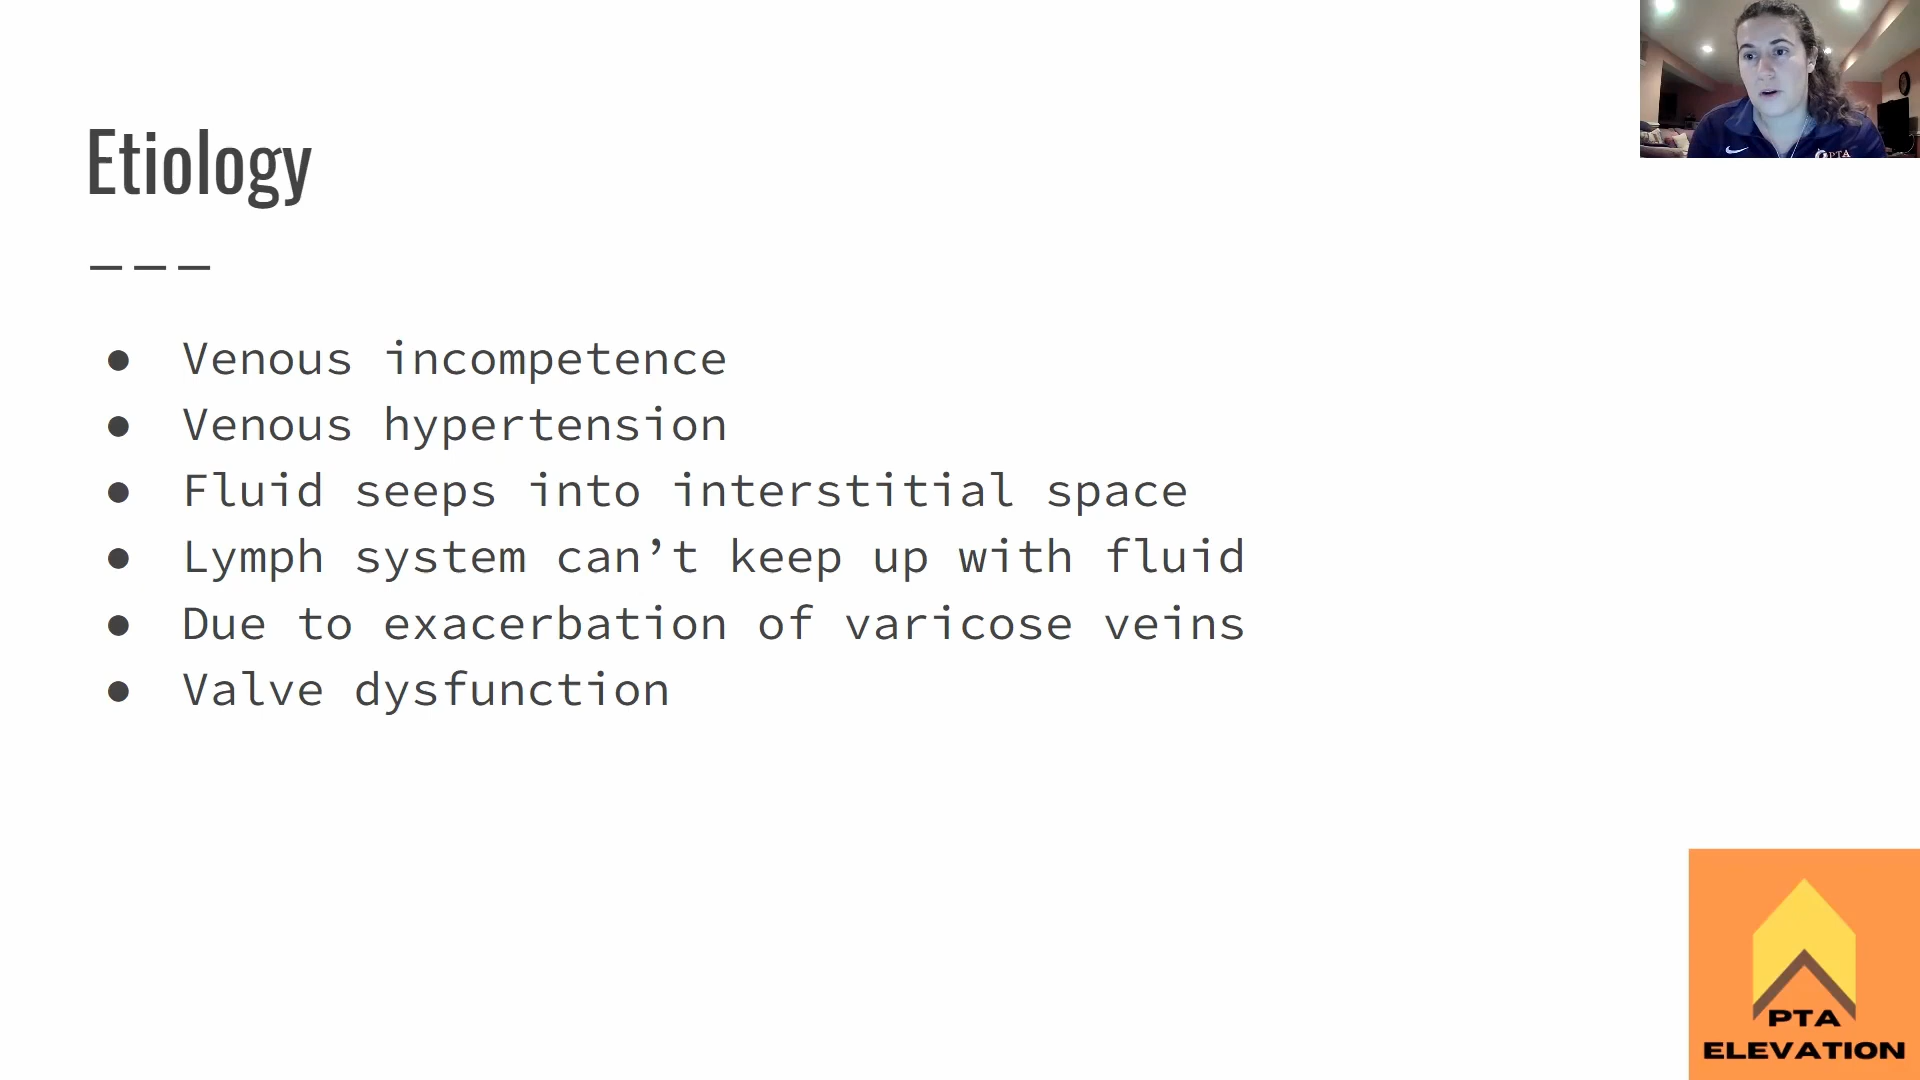 Etiology
● Venous incompetence
● Venous hypertension
● Fluid seeps into interstitial space
● Lymph system can’t keep up with fluid
● Due to exacerbation of varicose veins
● Valve dysfunction
PTA
PTA
ELEVATION